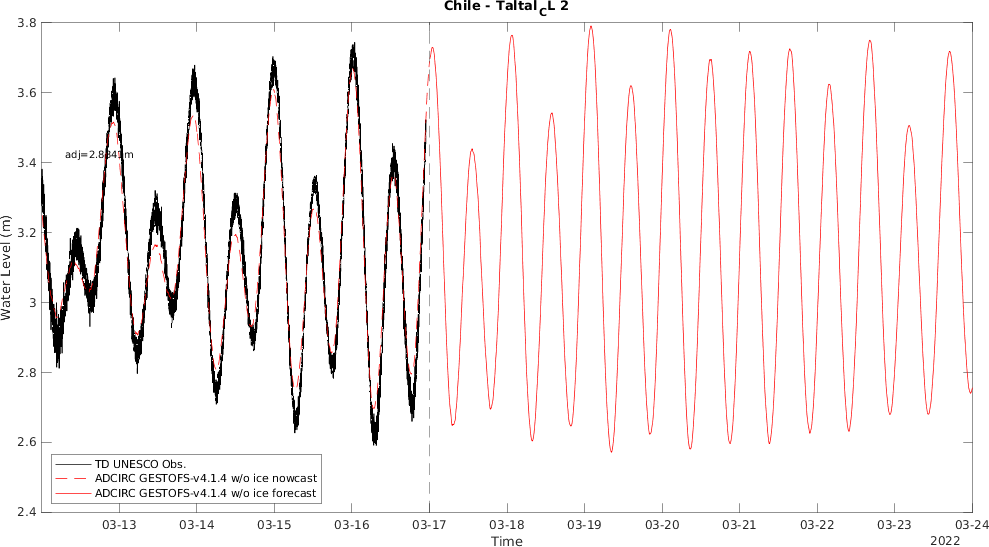 Chile - Taltal_CL 2
3.8
3.6
3.4
3.2
3
2.8
2.6
2.4
Water Level (m)
adj=2.8841m
TD UNESCO Obs.
ADCIRC GESTOFS-v4.1.4 w/o ice nowcast
ADCIRC GESTOFS-v4.1.4 w/o ice forecast
03-13 03-14 03-15 03-16 03-17 03-18 03-19 03-20 03-21 03-22 03-23 03-24
Time
2022